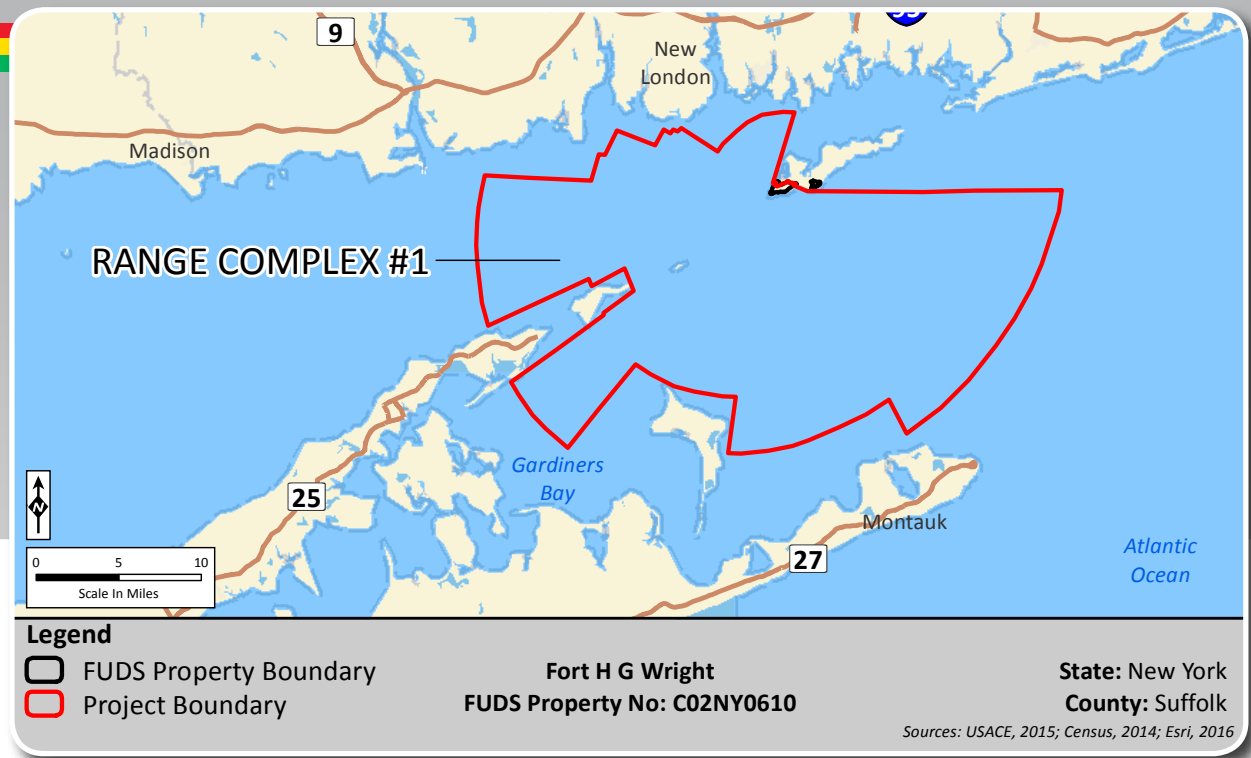 95
9
New
London
Madison
RANGE COMPLEX #1
Gardiners
Bay
25
N
Montauk
27
0 5 10
Scale In Miles
Atlantic
Ocean
Legend
FUDS Property Boundary
Project Boundary
Fort H G Wright
FUDS Property No: C02NY0610
State: New York
County: Suffolk
Sources: USACE, 2015; Census, 2014; Esri, 2016